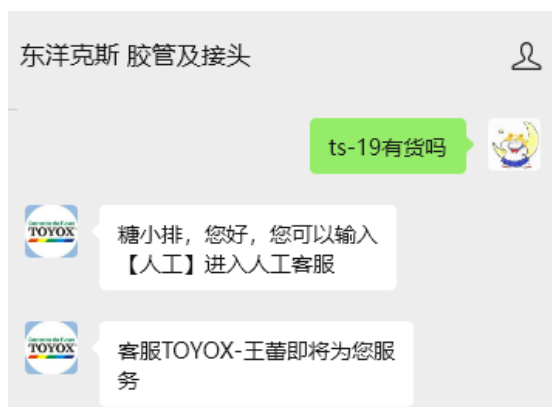 东洋克斯 胶管及接头
ts-19有货吗
TOYOX
糖小排，您好，您可以输入
【人工】进入人工客服
TOYOX
客服TOYOX-王蕾即将为您服
务